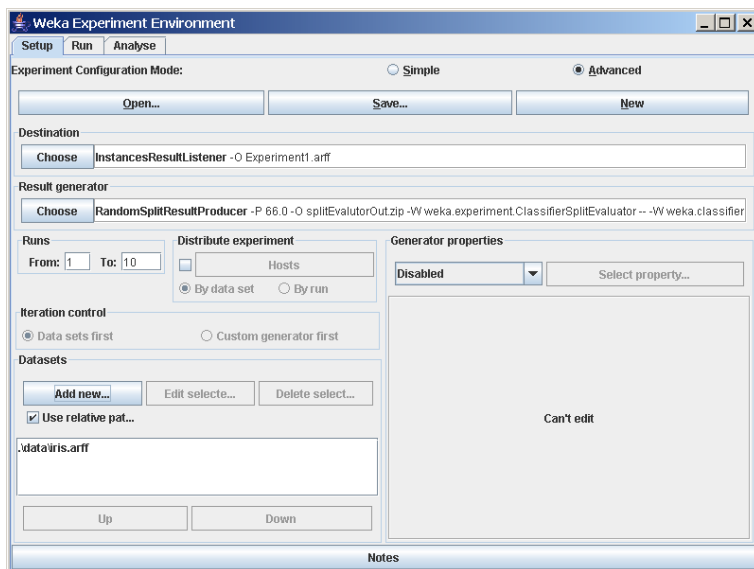 Weka Experiment Environment
Setup Run Analyse
Experiment Configuration Mode: Simple Advanced
Open... Save... New
Destination
Choose InstancesResultListener -O Experiment1.arff
Result generator
Choose RandomSplitResultProducer -P 66.0 -O splitEvalutorOut.zip -W weka.experiment.ClassifierSplitEvaluator -- -W weka.classifier
Runs Distribute experiment Generator properties
From: 1 To: 10 Hosts Disabled Select property...
By data set By run
Iteration control
Data sets first Custom generator first
Datasets
Add new... Edit selecte... Delete select...
Use relative pat... Can't edit
.\data\iris.arff
Up Down
Notes